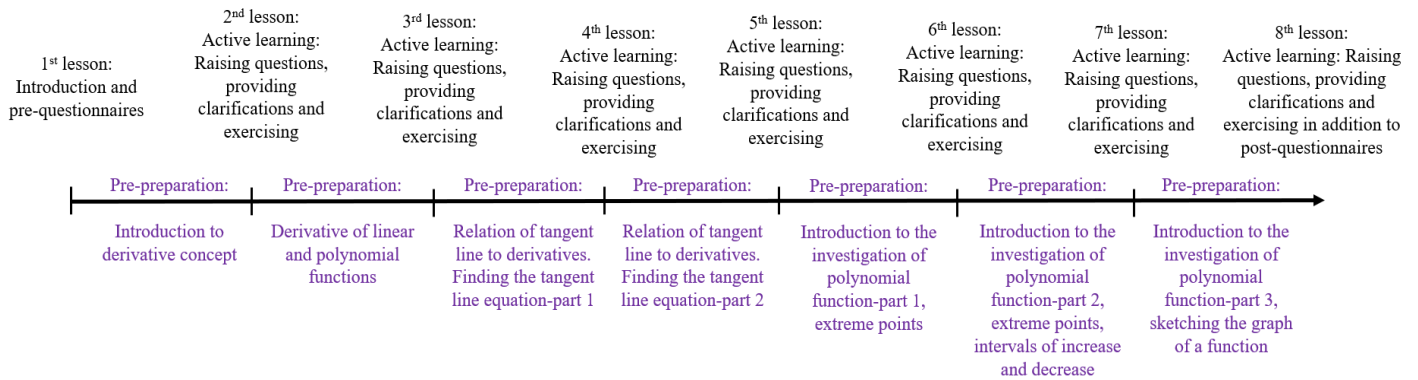 1st lesson:
Introduction and
pre-questionnaires
2nd lesson:
Active learning:
Raising questions,
providing
clarifications and
exercising
3rd lesson:
Active learning:
Raising questions,
providing
clarifications and
exercising
4th lesson:
Active learning:
Raising questions,
providing
clarifications and
exercising
5th lesson:
Active learning:
Raising questions,
providing
clarifications and
exercising
6th lesson:
Active learning:
Raising questions,
providing
clarifications and
exercising
7th lesson:
Active learning:
Raising questions,
providing
clarifications and
exercising
8th lesson:
Active learning: Raising
questions, providing
clarifications and
exercising in addition to
post-questionnaires
Pre-preparation:
Introduction to
derivative concept
Pre-preparation:
Derivative of linear
and polynomial
functions
Pre-preparation:
Relation of tangent
line to derivatives.
Finding the tangent
line equation-part 1
Pre-preparation:
Relation of tangent
line to derivatives.
Finding the tangent
line equation-part 2
Pre-preparation:
Introduction to the
investigation of
polynomial
function-part 1,
extreme points
Pre-preparation:
Introduction to the
investigation of
polynomial
function-part 2,
extreme points,
intervals of increase
and decrease
Pre-preparation:
Introduction to the
investigation of
polynomial
function-part 3,
sketching the graph
of a function